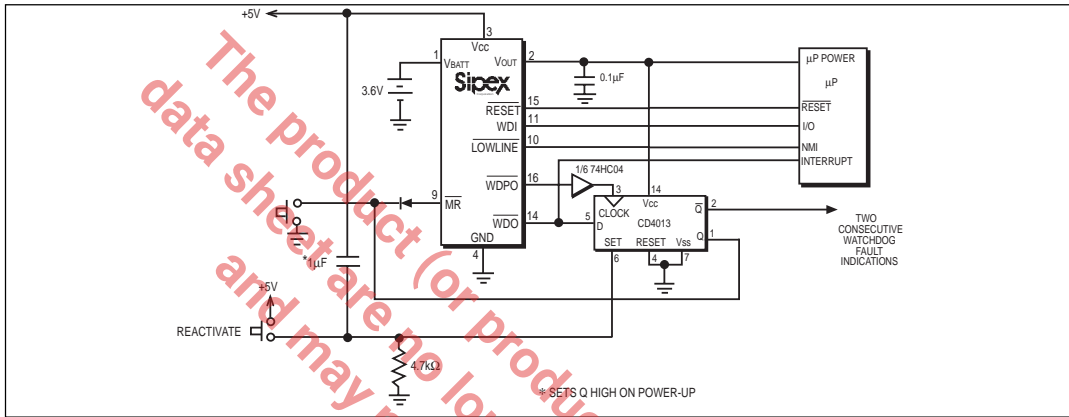 +5V
3
Vcc
1
VBATT
VOUT
2
µP POWER
Sipex
µP
3.6V
0.1µF
RESET
15
RESET
WDI
11
I/O
LOWLINE
10
NMI
INTERRUPT
1/6 74HC04
WDPO
16
3
14
9
MR
CLOCK
Vcc
Q
2
WDO
14
5
D
CD4013
Q
1
TWO
CONSECUTIVE
WATCHDOG
FAULT
INDICATIONS
GND
4
SET
RESET
Vss
6
4
7
*1µF
+5V
REACTIVATE
4.7kΩ
* SETS Q HIGH ON POWER-UP
The product (or produc
data sheet are no lon
and may n